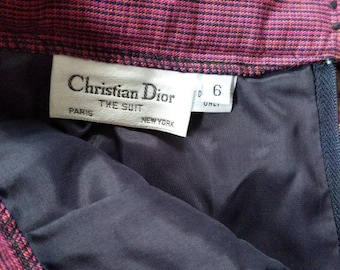 Christian Dior
THE SUIT
PARIS NEW YORK
6
ONLY